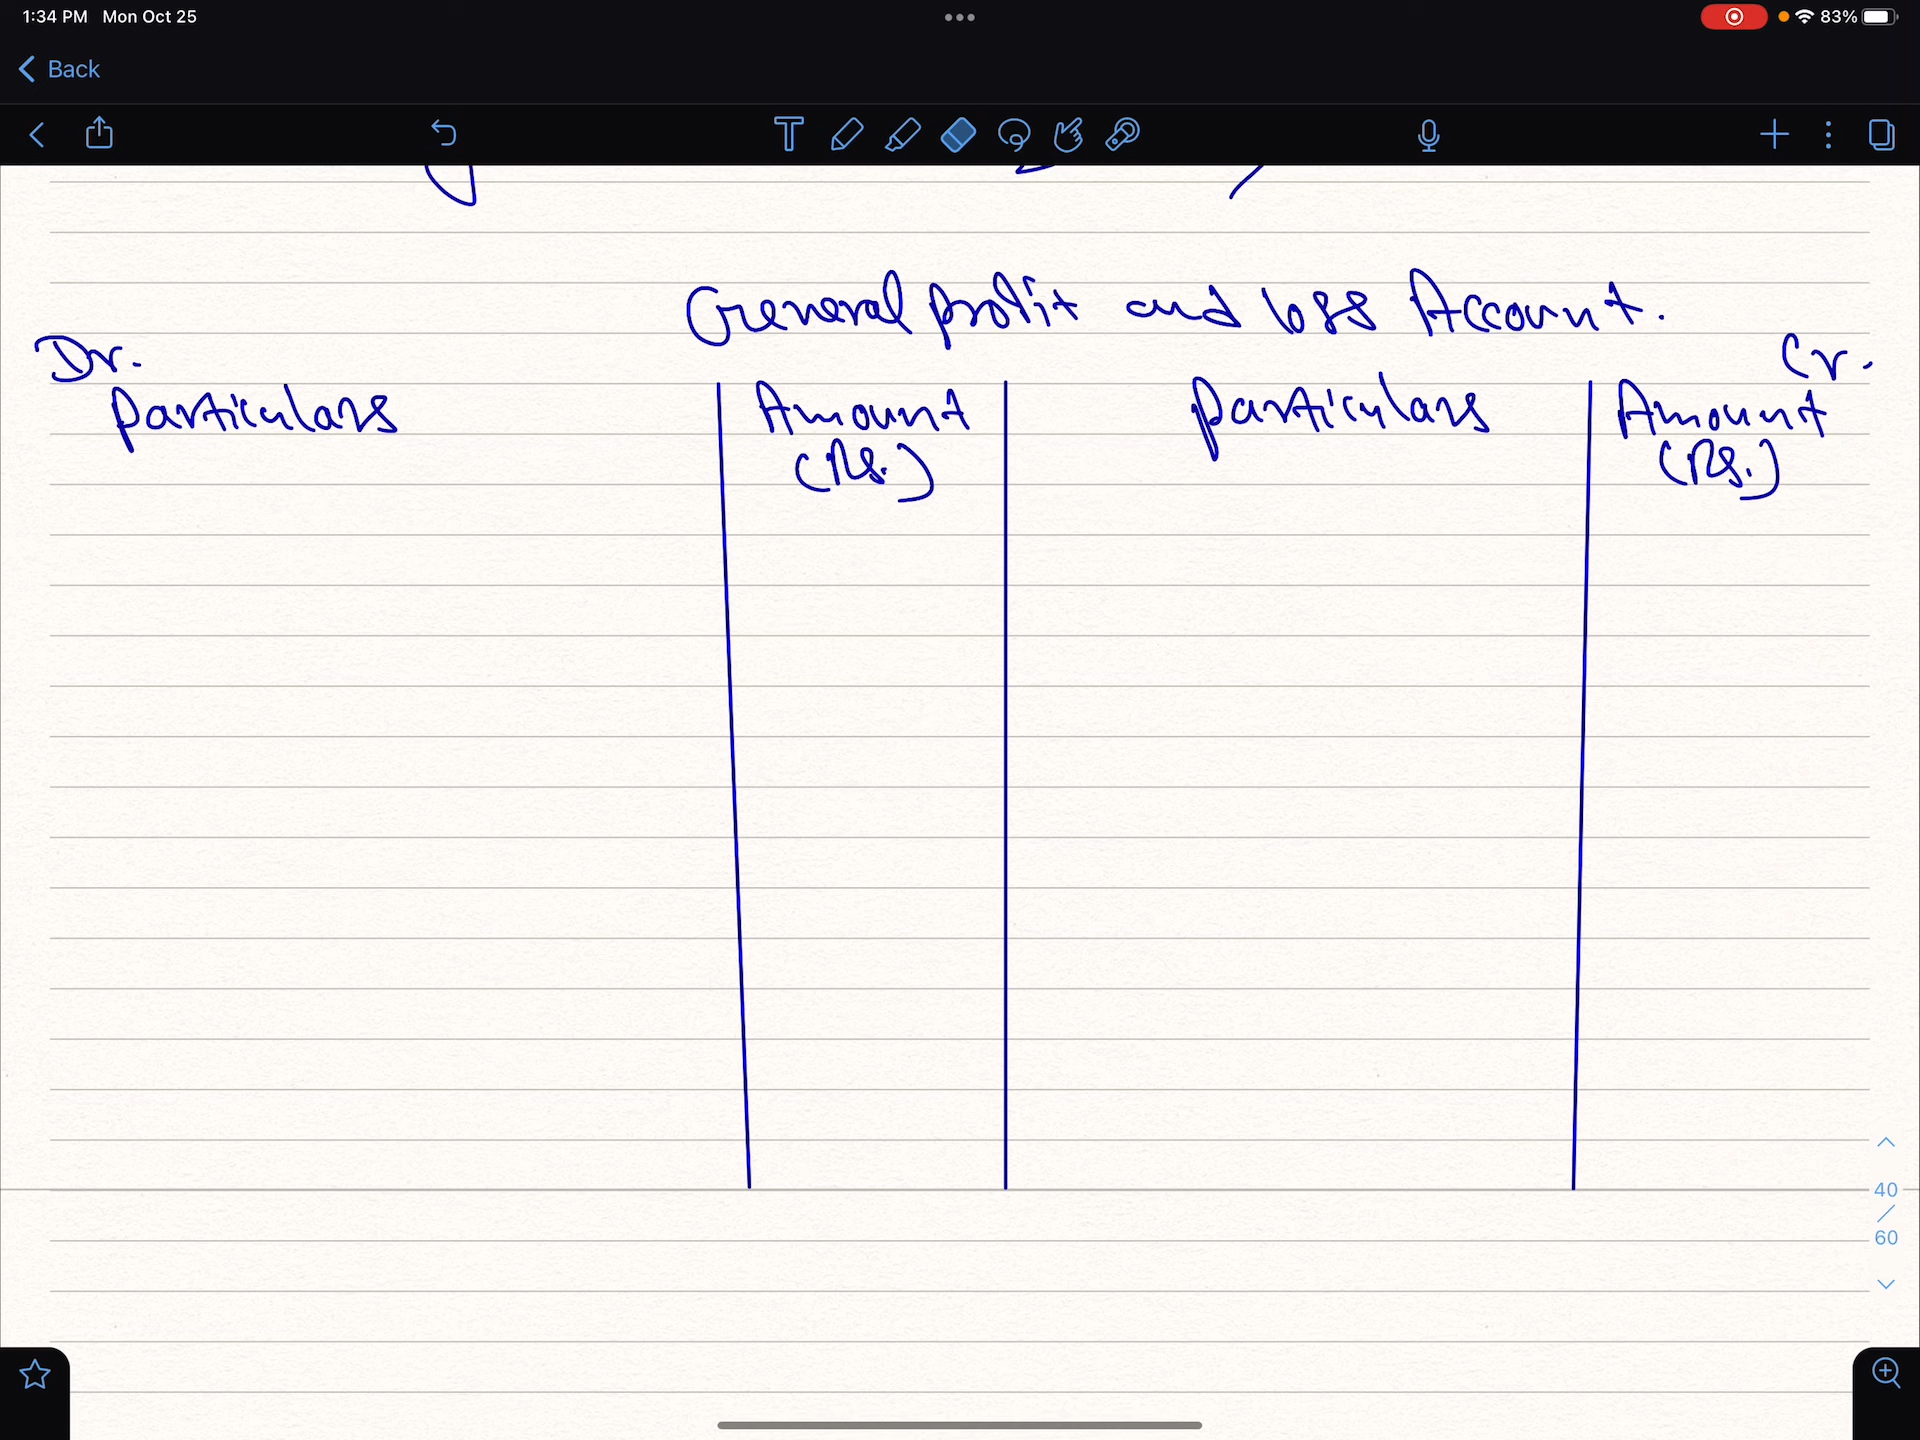 1:34 PM Mon Oct 25
83%
Back
General profit and loss Account.
Dr.
Cr.
particulars Amount particulars Amount
(Rs.) (Rs.)
40
60